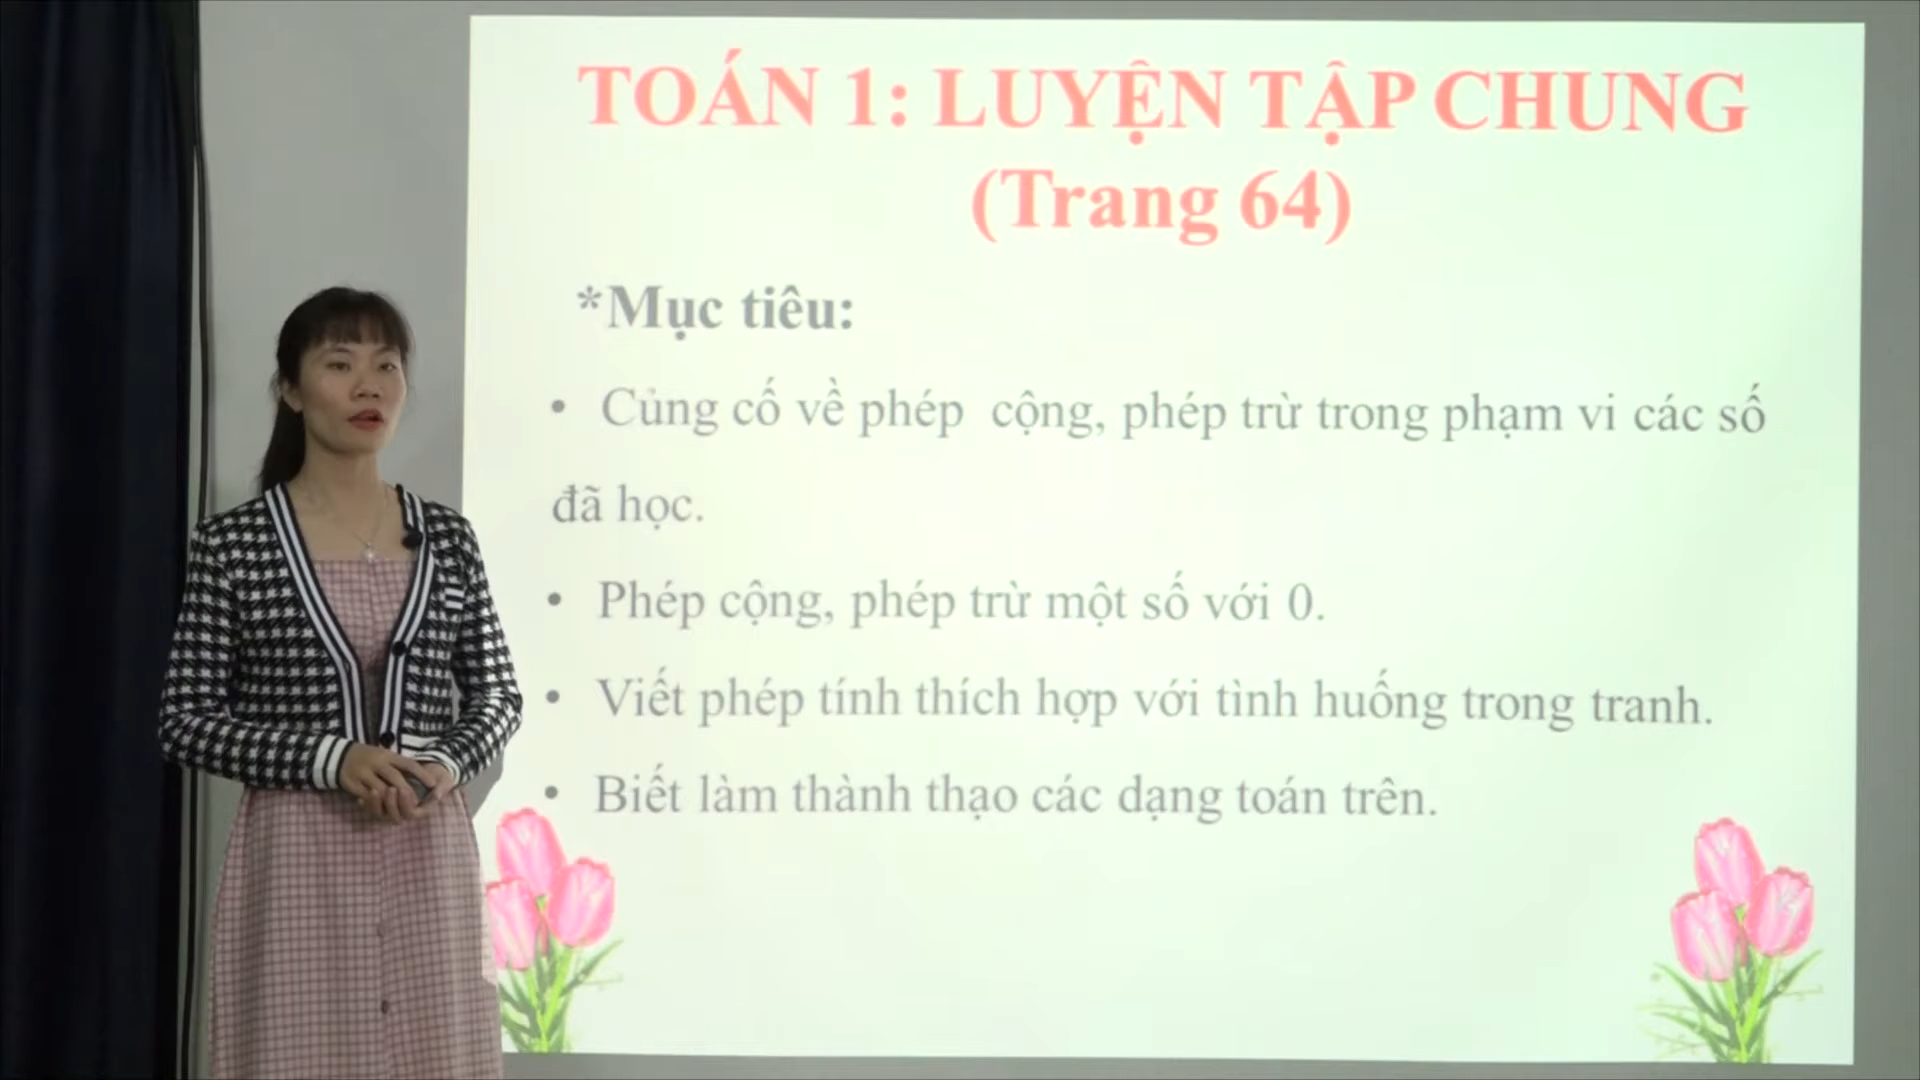 TOÁN 1: LUYỆN TẬP CHUNG
(Trang 64)
*Mục tiêu:
• Củng cố về phép cộng, phép trừ trong phạm vi các số
đã học.
• Phép cộng, phép trừ một số với 0.
• Viết phép tính thích hợp với tình huống trong tranh.
• Biết làm thành thạo các dạng toán trên.